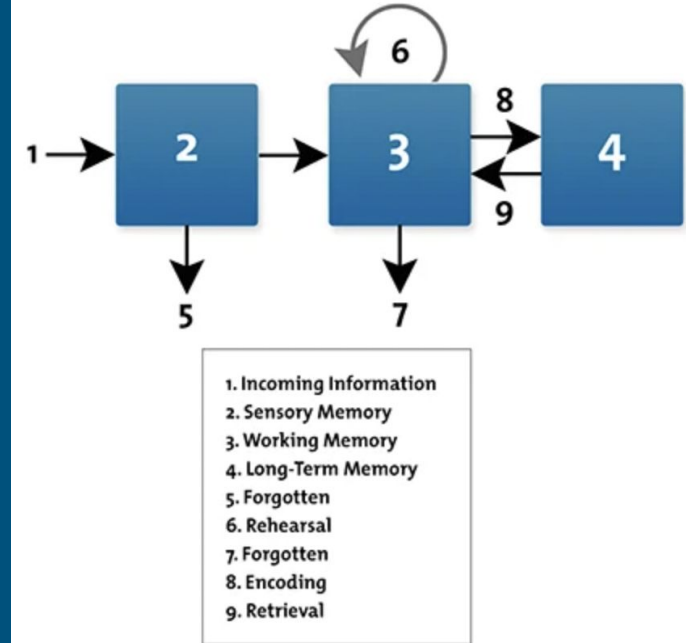 6
8
1
2
3
4
9
5
7
1. Incoming Information
2. Sensory Memory
3. Working Memory
4. Long-Term Memory
5. Forgotten
6. Rehearsal
7. Forgotten
8. Encoding
9. Retrieval